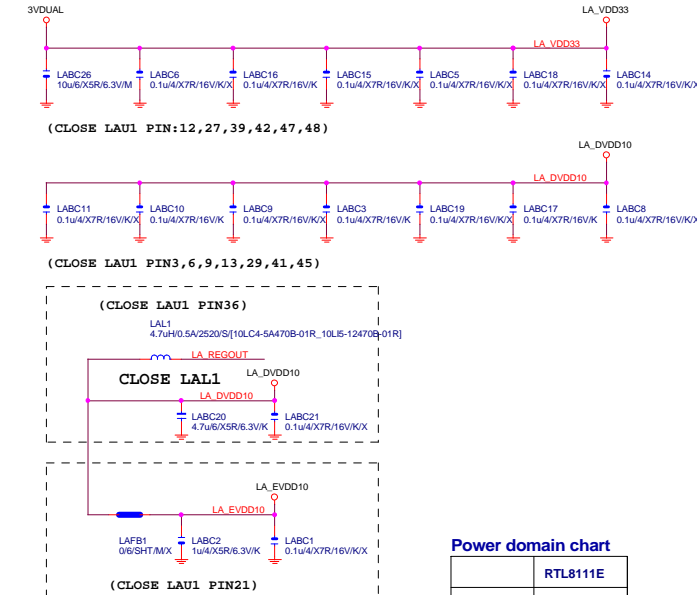 3VDUAL
LA_VDD33
LA_VDD33
LABC26
10u/6/X5R/6.3V/M
LABC6
0.1u/4/X7R/16V/K/X
LABC16
0.1u/4/X7R/16V/K
LABC15
0.1u/4/X7R/16V/K/X
LABC5
0.1u/4/X7R/16V/K/X
LABC18
0.1u/4/X7R/16V/K/X
LABC14
0.1u/4/X7R/16V/K/X
(CLOSE LAU1 PIN:12,27,39,42,47,48)
LA_DVDD10
LA_DVDD10
LABC11
0.1u/4/X7R/16V/K/X
LABC10
0.1u/4/X7R/16V/K
LABC9
0.1u/4/X7R/16V/K/X
LABC3
0.1u/4/X7R/16V/K
LABC19
0.1u/4/X7R/16V/K/X
LABC17
0.1u/4/X7R/16V/K
LABC8
0.1u/4/X7R/16V/K/X
(CLOSE LAU1 PIN3,6,9,13,29,41,45)
(CLOSE LAU1 PIN36)
LAL1
4.7uH/0.5A/2520/S/[10LC4-5A470B-01R_10LI5-12470B-01R]
LA_REGOUT
CLOSE LAL1
LA_DVDD10
LA_DVDD10
LABC20
4.7u/6/X5R/6.3V/K
LABC21
0.1u/4/X7R/16V/K/X
LA_EVDD10
LA_EVDD10
LAFB1
0/6/SHT/M/X
LABC2
1u/4/X5R/6.3V/K
LABC1
0.1u/4/X7R/16V/K/X
(CLOSE LAU1 PIN21)
Power domain chart
RTL8111E